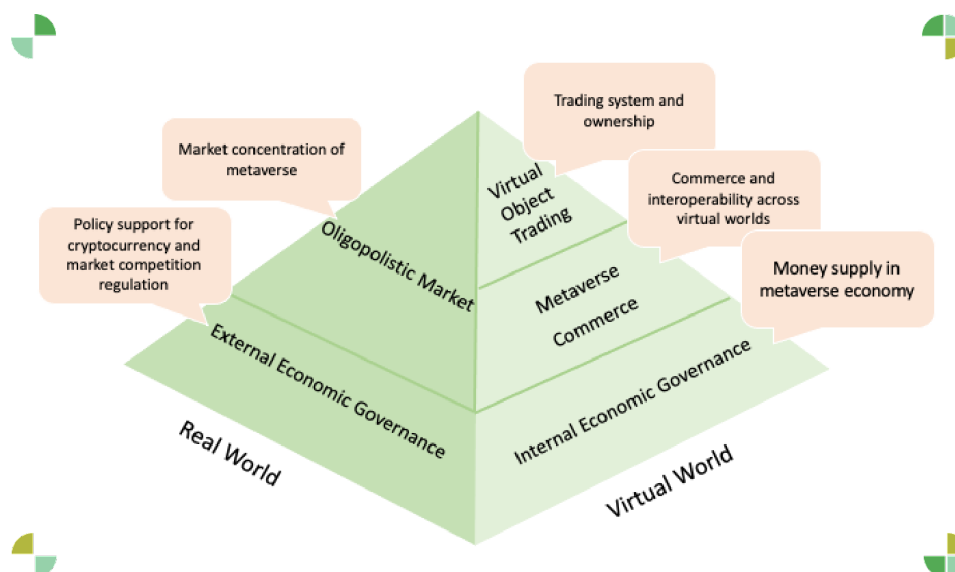 Trading system and
ownership
Market concentration of
metaverse
Commerce and
interoperability across
virtual worlds
Policy support for
cryptocurrency and
market competition
regulation
Money supply in
metaverse economy
Virtual
Object
Trading
Oligopolistic Market
Metaverse
Commerce
External Economic Governance
Internal Economic Governance
Real World
Virtual World